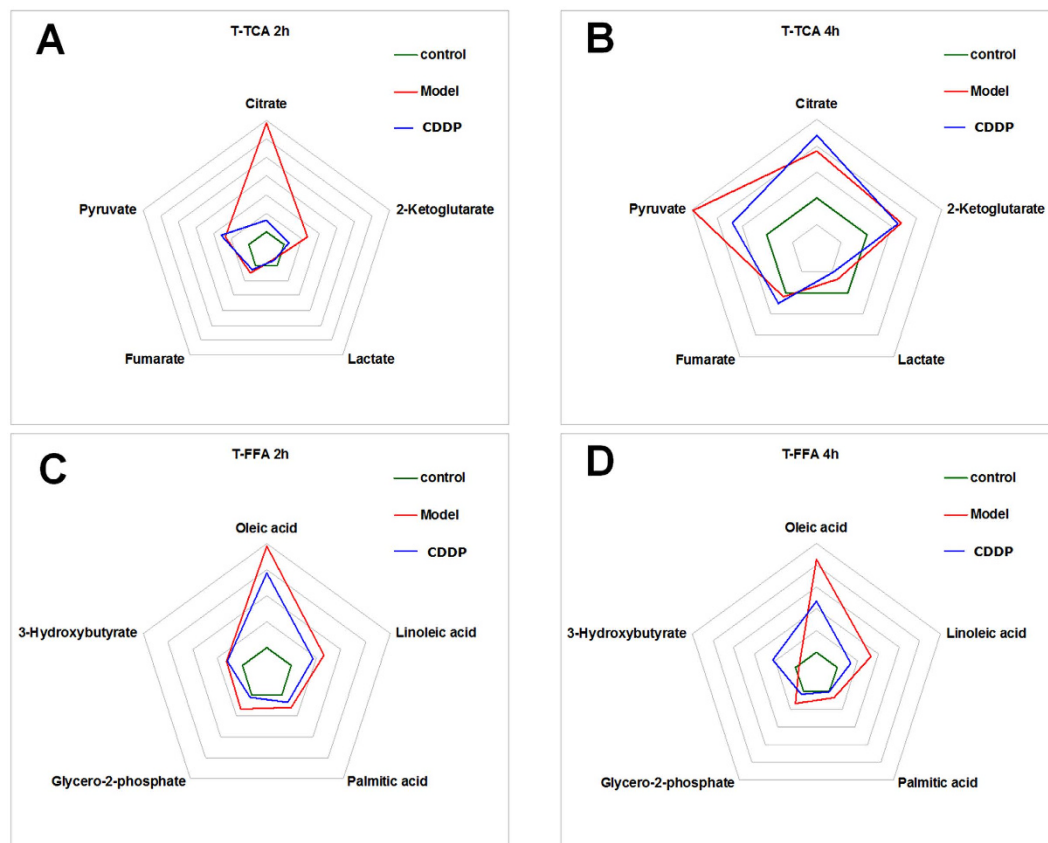 A
T-TCA 2h
control
Model
CDDP
Citrate
Pyruvate
2-Ketoglutarate
Fumarate
Lactate
B
T-TCA 4h
control
Model
CDDP
Citrate
Pyruvate
2-Ketoglutarate
Fumarate
Lactate
C
T-FFA 2h
control
Model
CDDP
Oleic acid
3-Hydroxybutyrate
Linoleic acid
Glycero-2-phosphate
Palmitic acid
D
T-FFA 4h
control
Model
CDDP
Oleic acid
3-Hydroxybutyrate
Linoleic acid
Glycero-2-phosphate
Palmitic acid